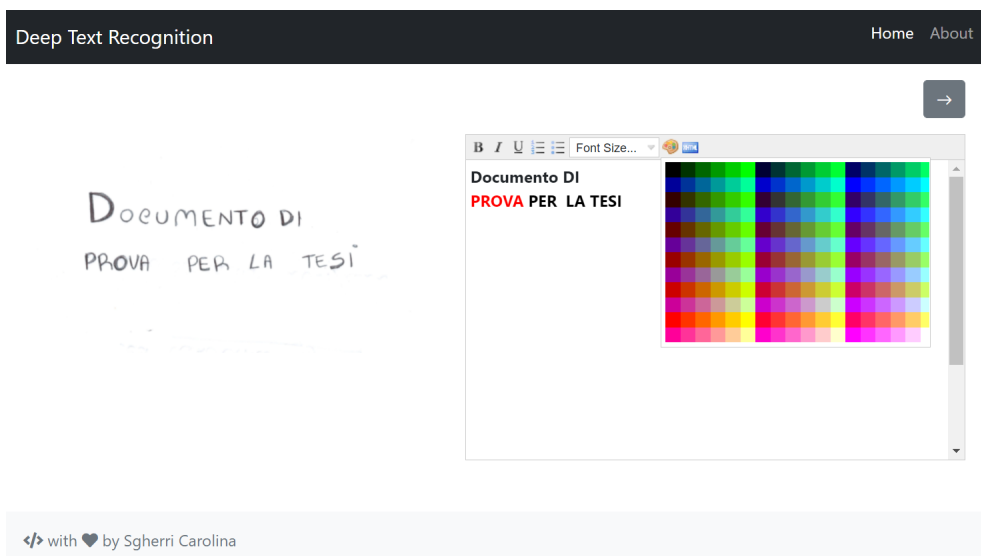 Deep Text Recognition
Home About
→
B I U Font Size...
DOCUMENTO DI
PROVA PER LA TESI
Documento DI
PROVA PER LA TESI
</> with ♥ by Sgherri Carolina